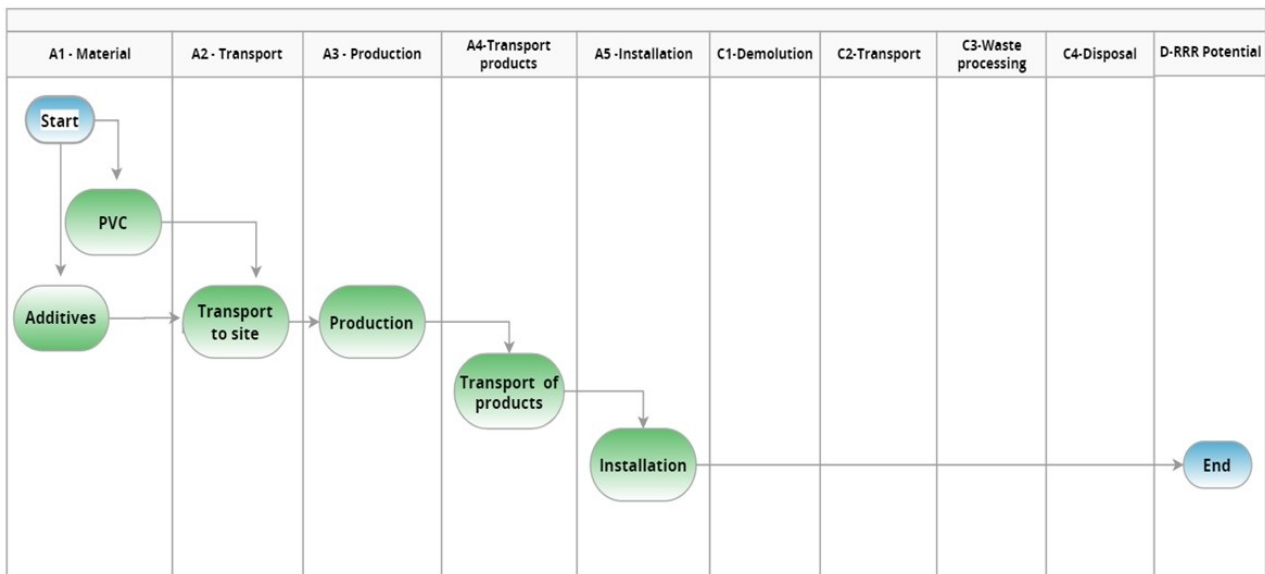 A1 - Material
A2 - Transport
A3 - Production
A4-Transport
products
A5 -Installation
C1-Demolution
C2-Transport
C3-Waste
processing
C4-Disposal
D-RRR Potential
Start
PVC
Additives
Transport
to site
Production
Transport of
products
Installation
End